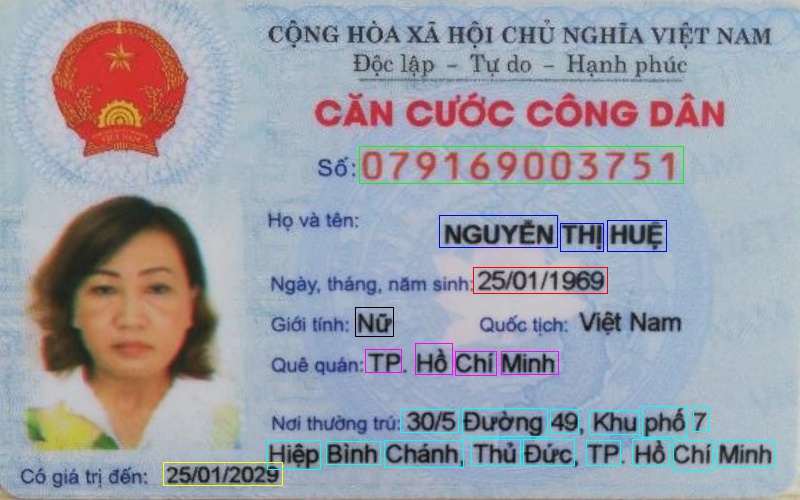 CỘNG HÒA XÃ HỘI CHỦ NGHĨA VIỆT NAM
Độc lập – Tự do – Hạnh phúc
CĂN CƯỚC CÔNG DÂN
Số: 079169003751
Họ và tên: NGUYỄN THỊ HUỆ
Ngày, tháng, năm sinh: 25/01/1969
Giới tính: Nữ Quốc tịch: Việt Nam
Quê quán: TP. Hồ Chí Minh
Nơi thường trú: 30/5 Đường 49, Khu phố 7
Hiệp Bình Chánh, Thủ Đức, TP. Hồ Chí Minh
Có giá trị đến: 25/01/2029